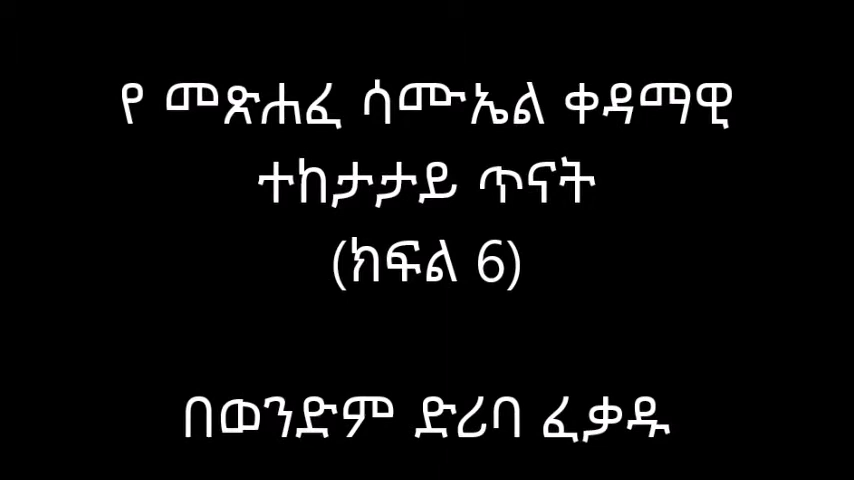 የ መጽሐፈ ሳሙኤል ቀዳማዊ
ተከታታይ ጥናት
(ክፍል 6)
በወንድም ድሪባ ፈቃዱ